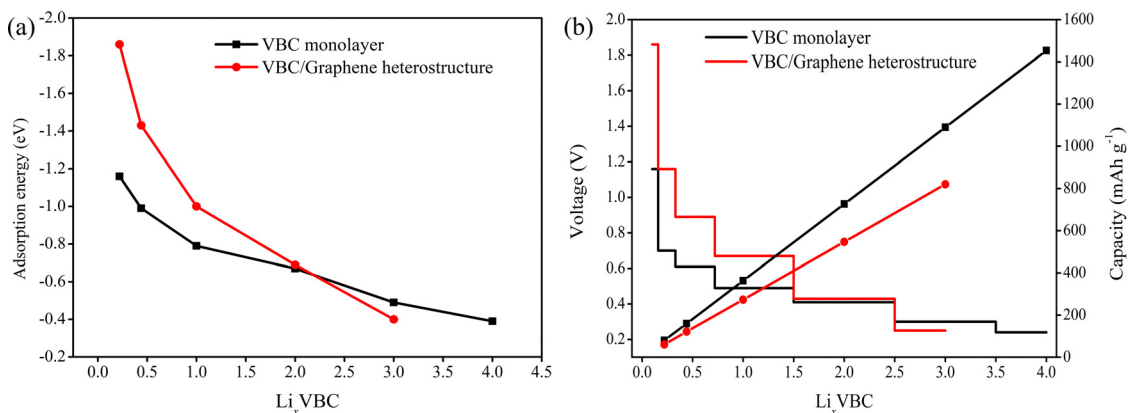 (a)
-2.0
-1.8
-1.6
-1.4
-1.2
-1.0
-0.8
-0.6
-0.4
-0.2
Adsorption energy (eV)
VBC monolayer
VBC/Graphene heterostructure
0.0 0.5 1.0 1.5 2.0 2.5 3.0 3.5 4.0 4.5
LiₓVBC
(b)
2.0
1.8
1.6
1.4
1.2
1.0
0.8
0.6
0.4
0.2
Voltage (V)
VBC monolayer
VBC/Graphene heterostructure
1600
1400
1200
1000
800
600
400
200
0
Capacity (mAh g⁻¹)
0.0 0.5 1.0 1.5 2.0 2.5 3.0 3.5 4.0
LiₓVBC